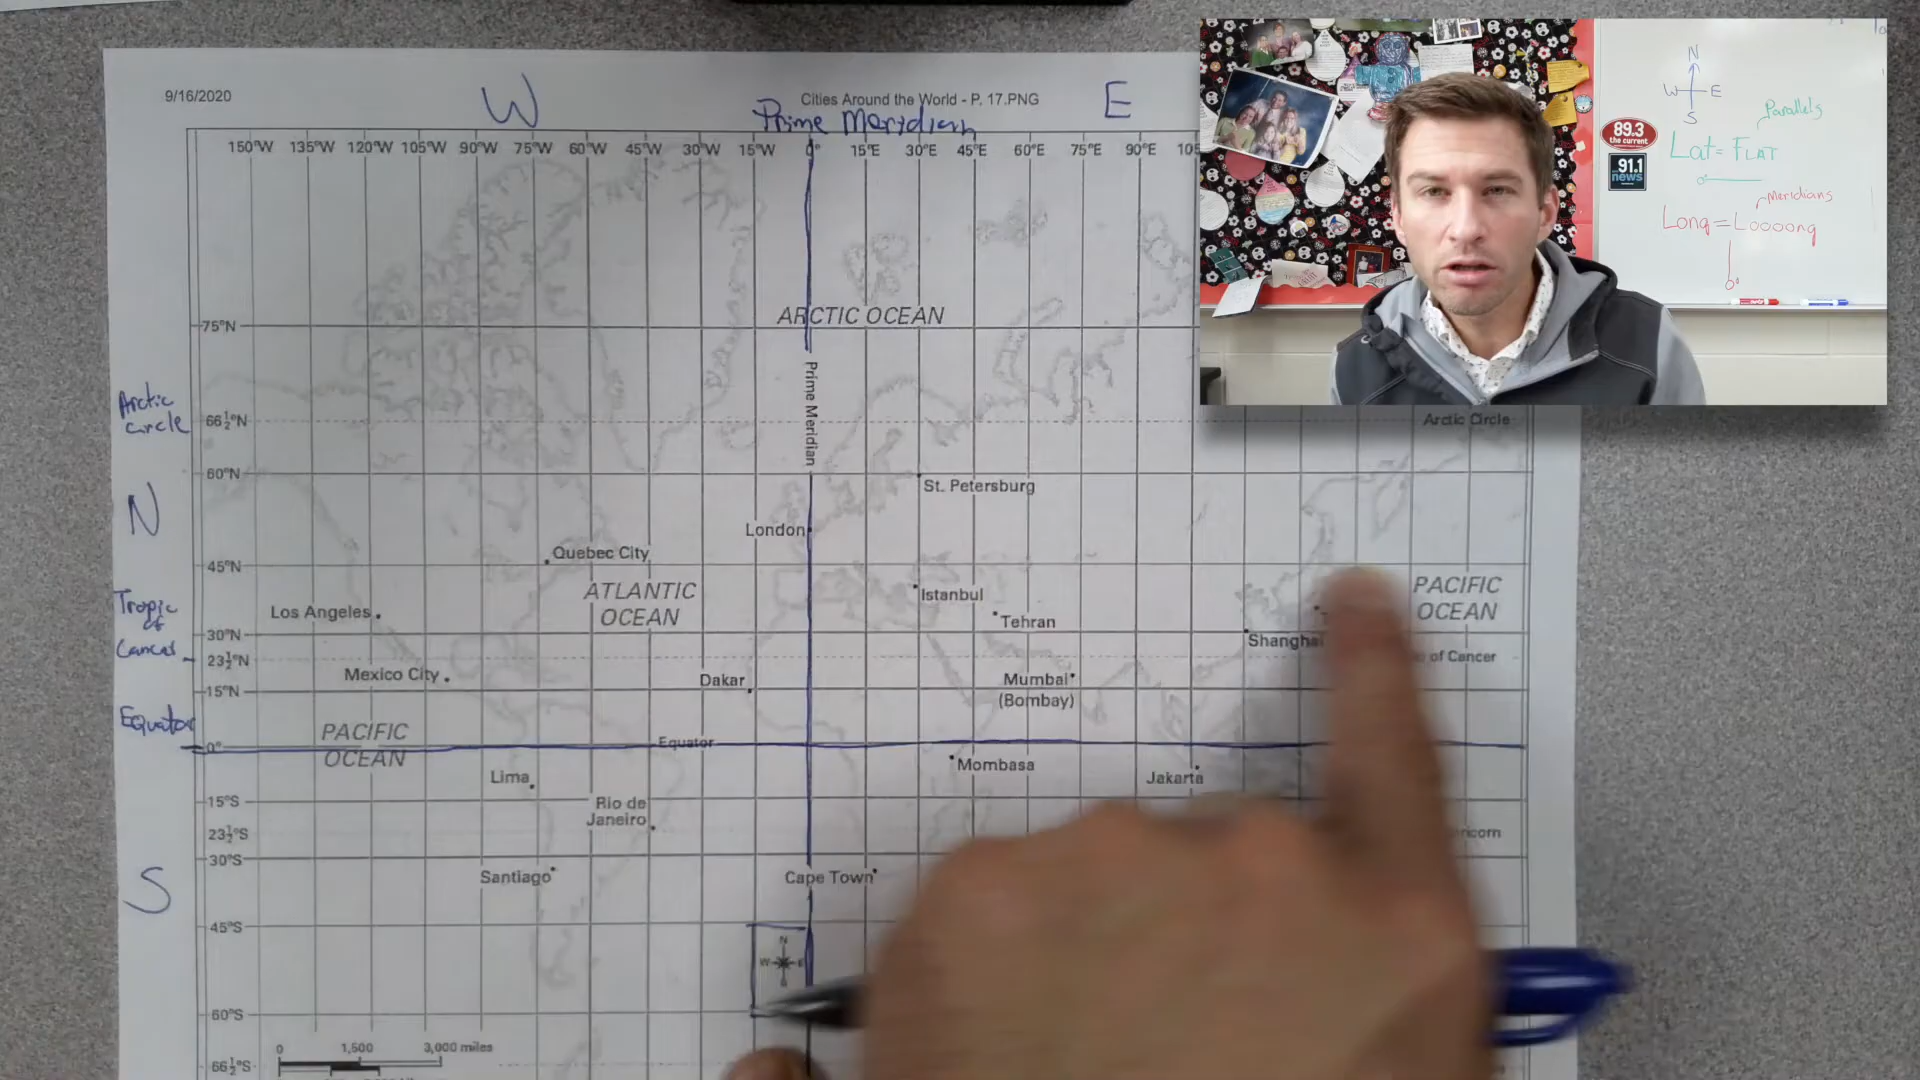 9/16/2020
W
Cities Around the World - P. 17.PNG
E
Prime Meridian
150°W 135°W 120°W 105°W 90°W 75°W 60°W 45°W 30°W 15°W 0° 15°E 30°E 45°E 60°E 75°E 90°E 105
N
W E
S
Parallels
Lat = FLAT
0°
Meridians
Long = Looooong
0°
89.3
the current
91.1
news
75°N
ARCTIC OCEAN
Prime Meridian
Arctic
circle
66½°N
Arctic Circle
60°N
St. Petersburg
N
London
Quebec City
45°N
ATLANTIC
OCEAN
Istanbul
PACIFIC
OCEAN
Tropic
of
Cancer
Los Angeles
Tehran
30°N
Shanghai
23½°N
of Cancer
Mexico City
Dakar
Mumbai
(Bombay)
15°N
Equator
PACIFIC
OCEAN
0°
Equator
Lima
Mombasa
Jakarta
15°S
Rio de
Janeiro
23½°S
ricorn
30°S
S
Santiago
Cape Town
45°S
N
W E
60°S
0 1,500 3,000 miles
66½°S